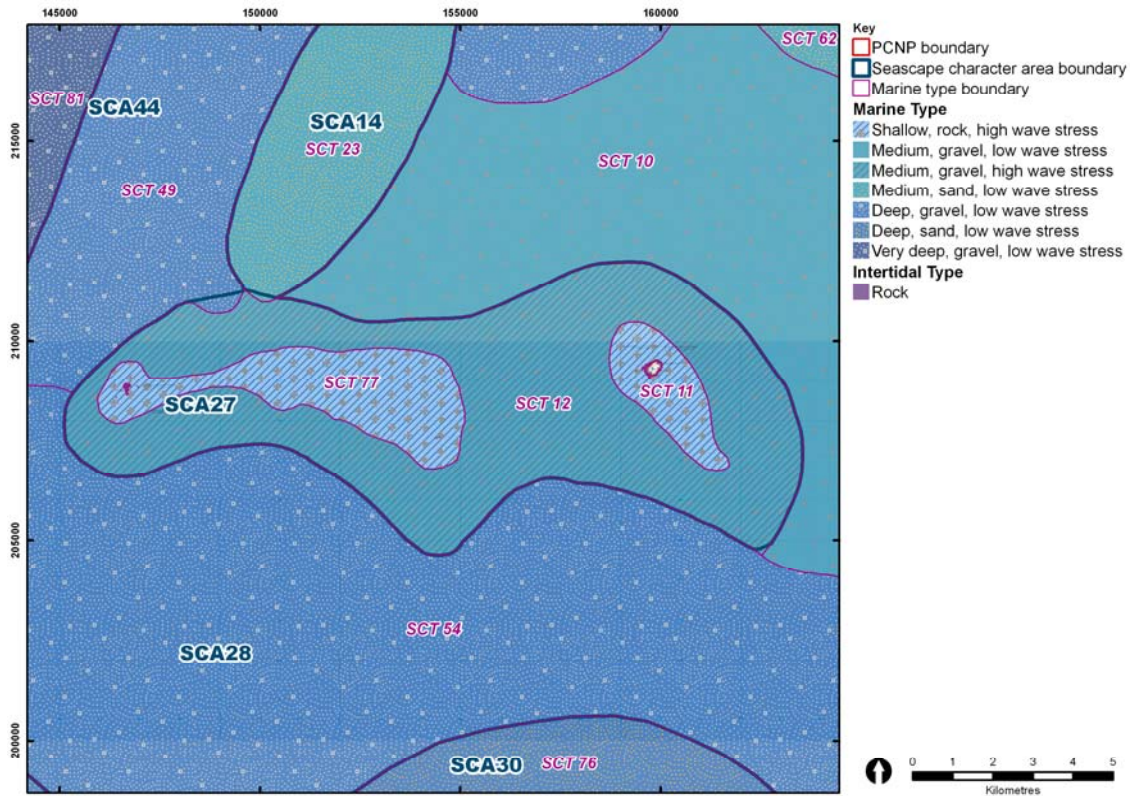 145000 150000 155000 160000
215000
210000
205000
200000
SCT 62
SCT 81
SCA44
SCA14
SCT 23
SCT 10
SCT 49
SCT 77
SCT 11
SCA27
SCT 12
SCT 54
SCA28
SCA30
SCT 76
Key
PCNP boundary
Seascape character area boundary
Marine type boundary
Marine Type
Shallow, rock, high wave stress
Medium, gravel, low wave stress
Medium, gravel, high wave stress
Medium, sand, low wave stress
Deep, gravel, low wave stress
Deep, sand, low wave stress
Very deep, gravel, low wave stress
Intertidal Type
Rock
0 1 2 3 4 5
Kilometres